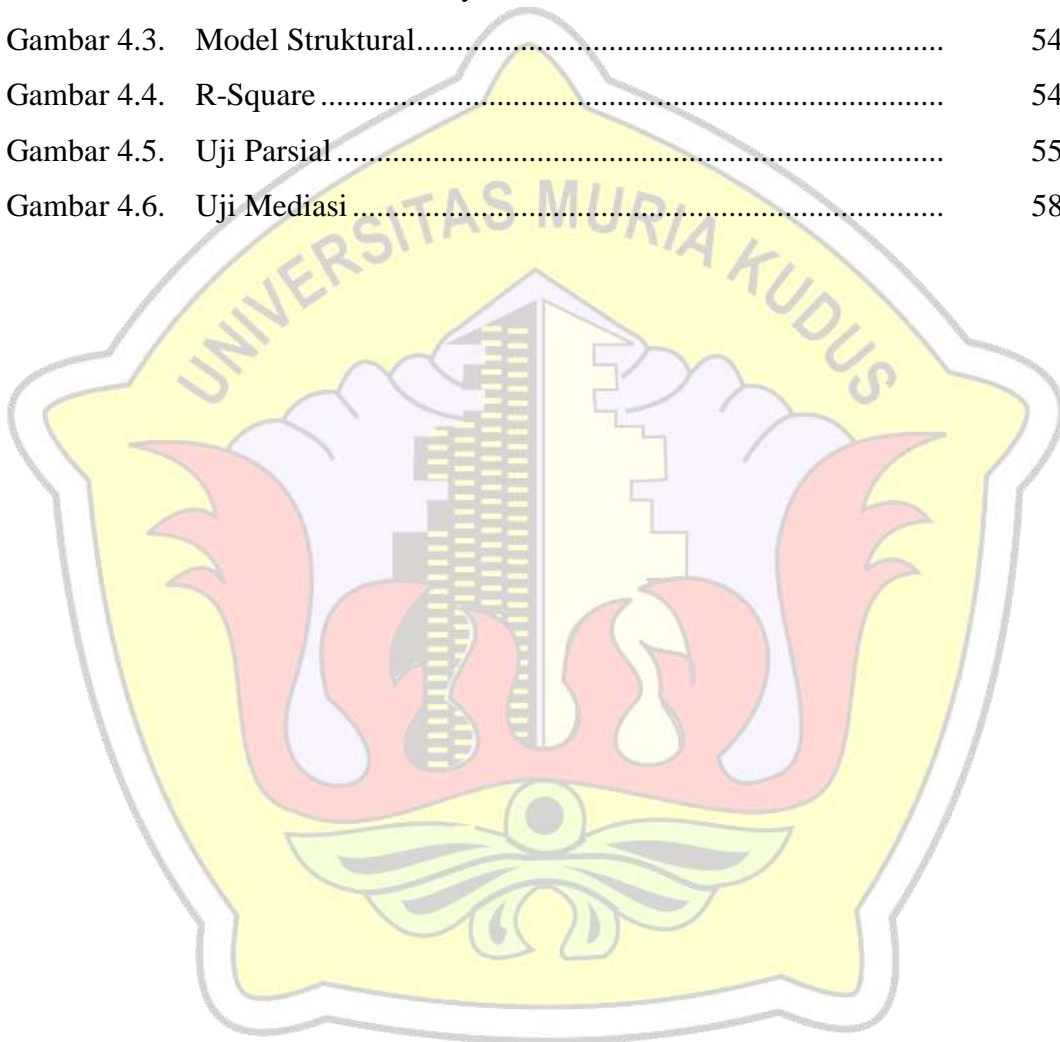 Gambar 4.3. Model Struktural.................................................................. 54
Gambar 4.4. R-Square .............................................................................. 54
Gambar 4.5. Uji Parsial ............................................................................ 55
Gambar 4.6. Uji Mediasi .......................................................................... 58
UNIVERSITAS MURIA KUDUS